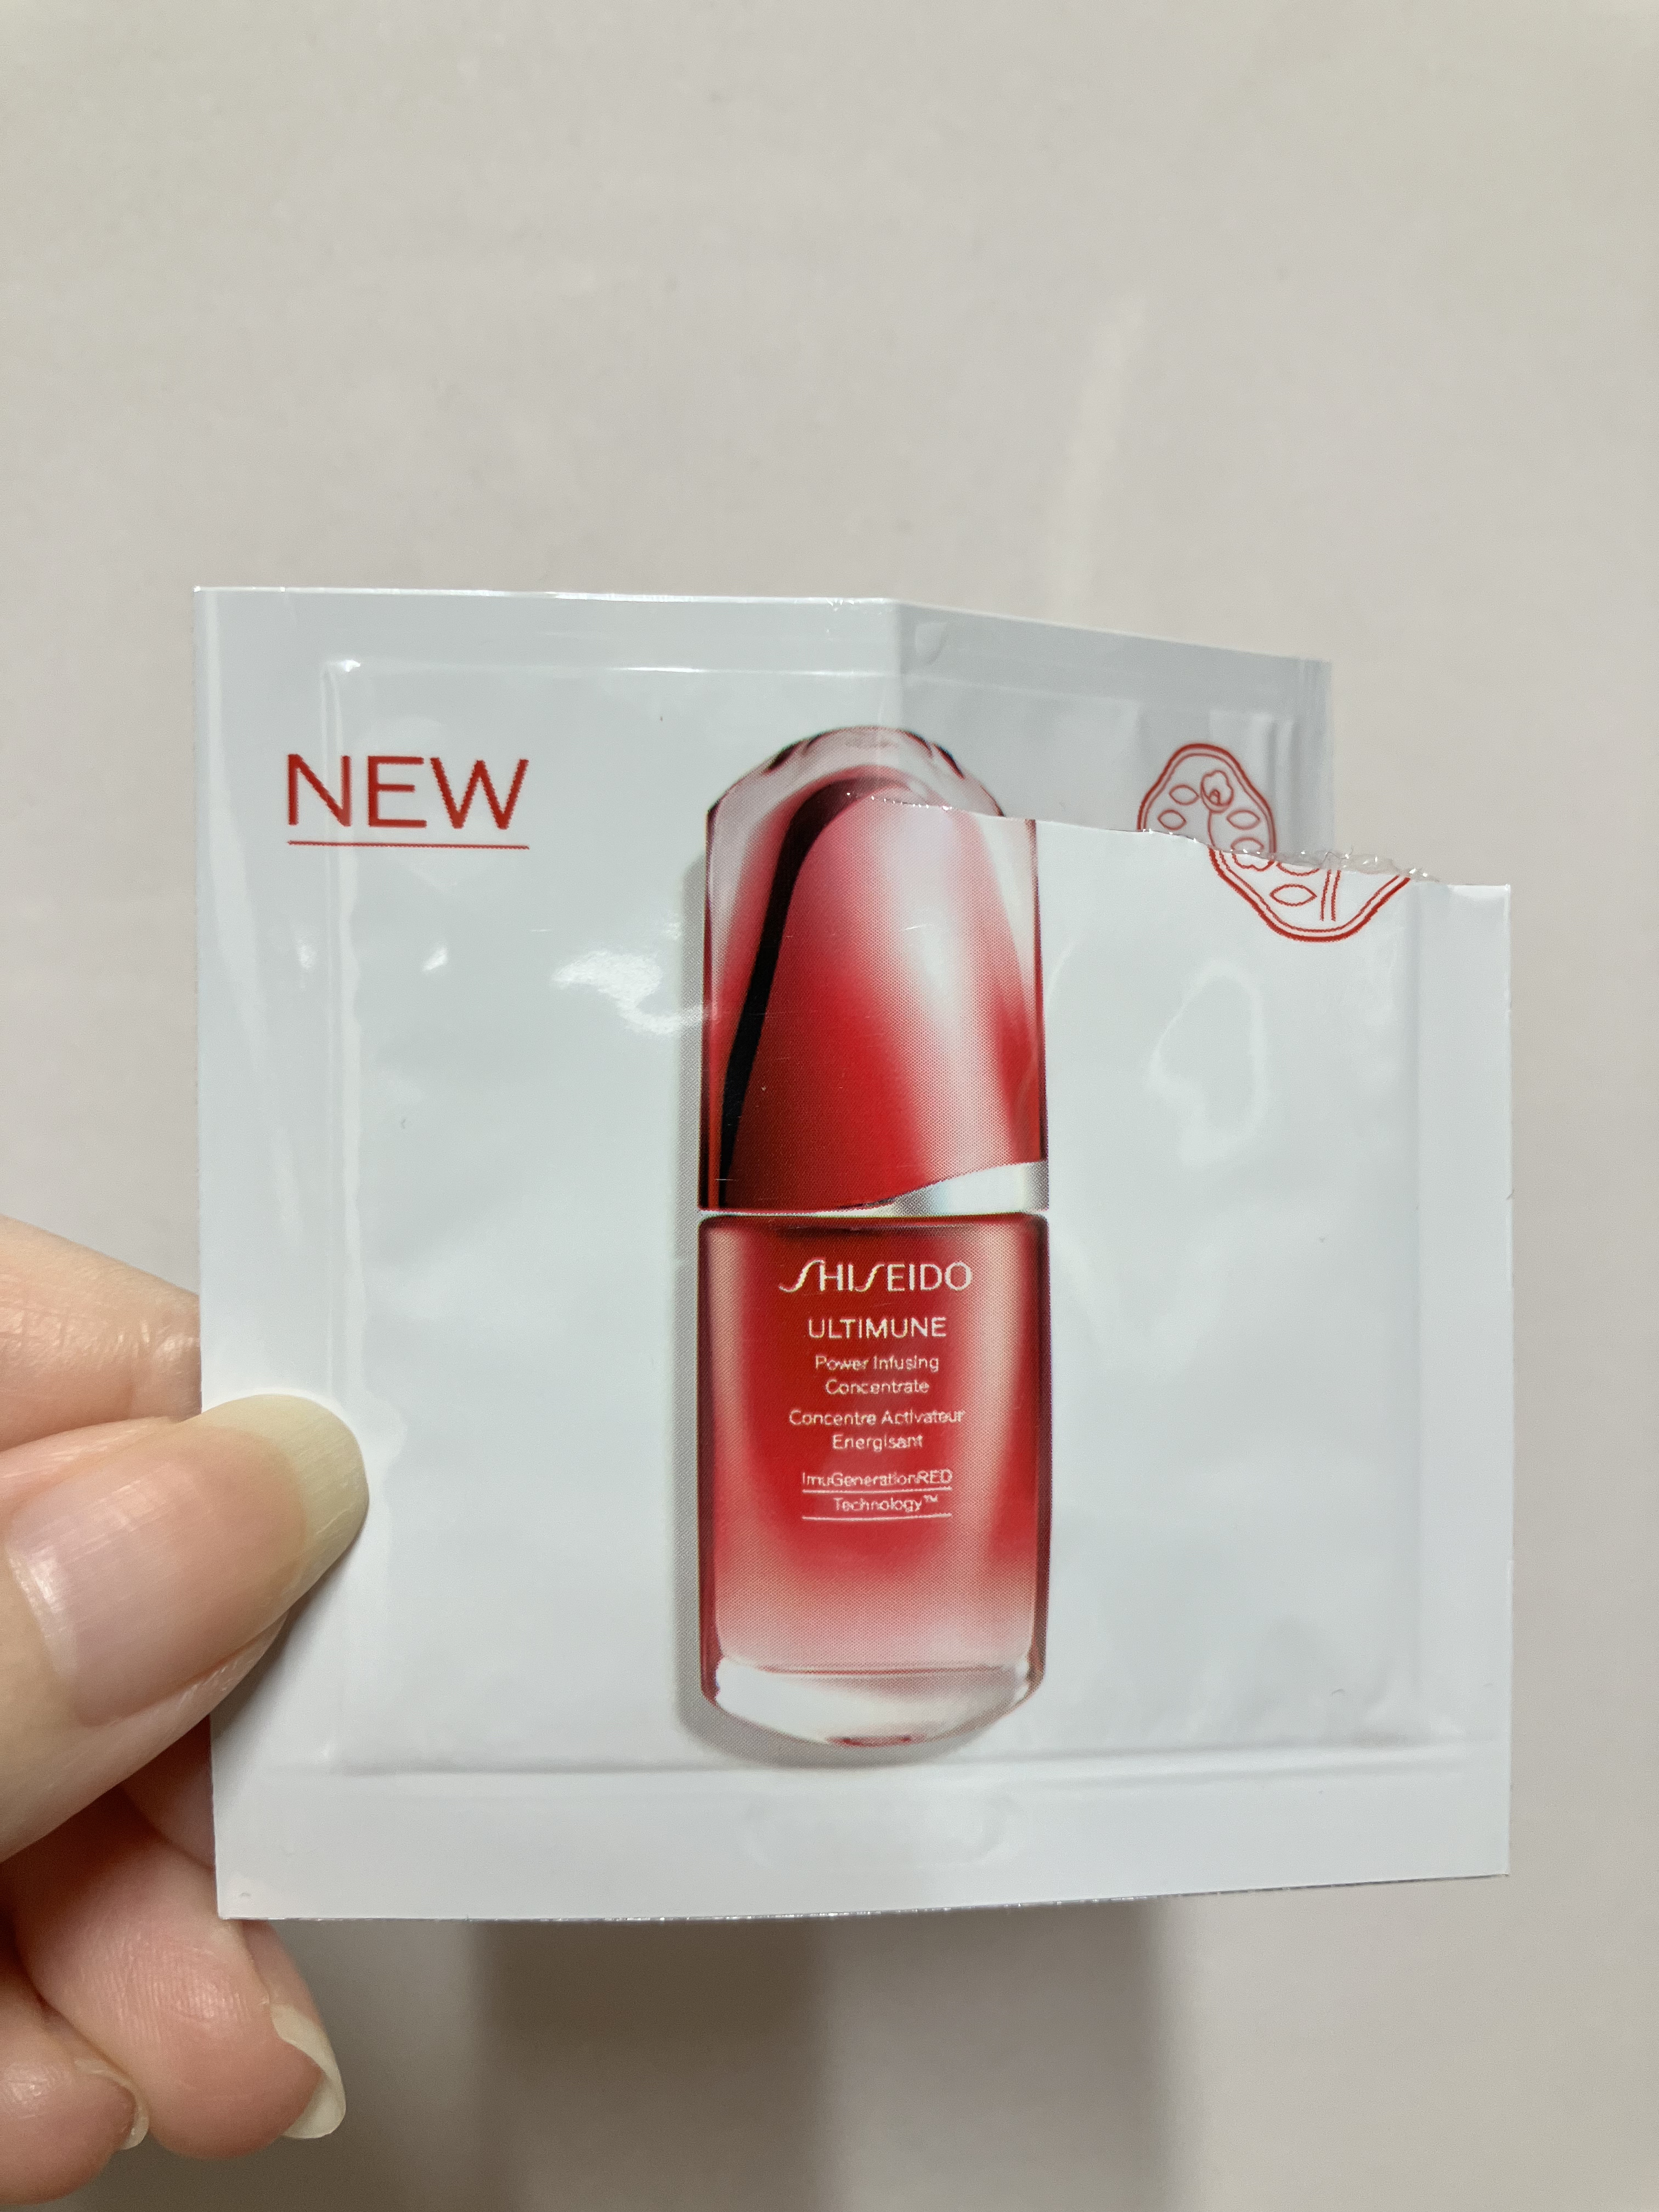 NEW
SHISEIDO
ULTIMUNE
Power Infusing
Concentrate
Concentre Activateur
Energisant
ImuGenerationRED
Technology™